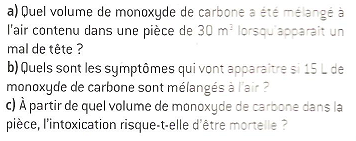 a) Quel volume de monoxyde de carbone a été mélangé à
l'air contenu dans une pièce de 30 m³ lorsqu'apparaît un
mal de tête ?
b) Quels sont les symptômes qui vont apparaître si 15 L de
monoxyde de carbone sont mélangés à l'air ?
c) À partir de quel volume de monoxyde de carbone dans la
pièce, l'intoxication risque-t-elle d'être mortelle ?